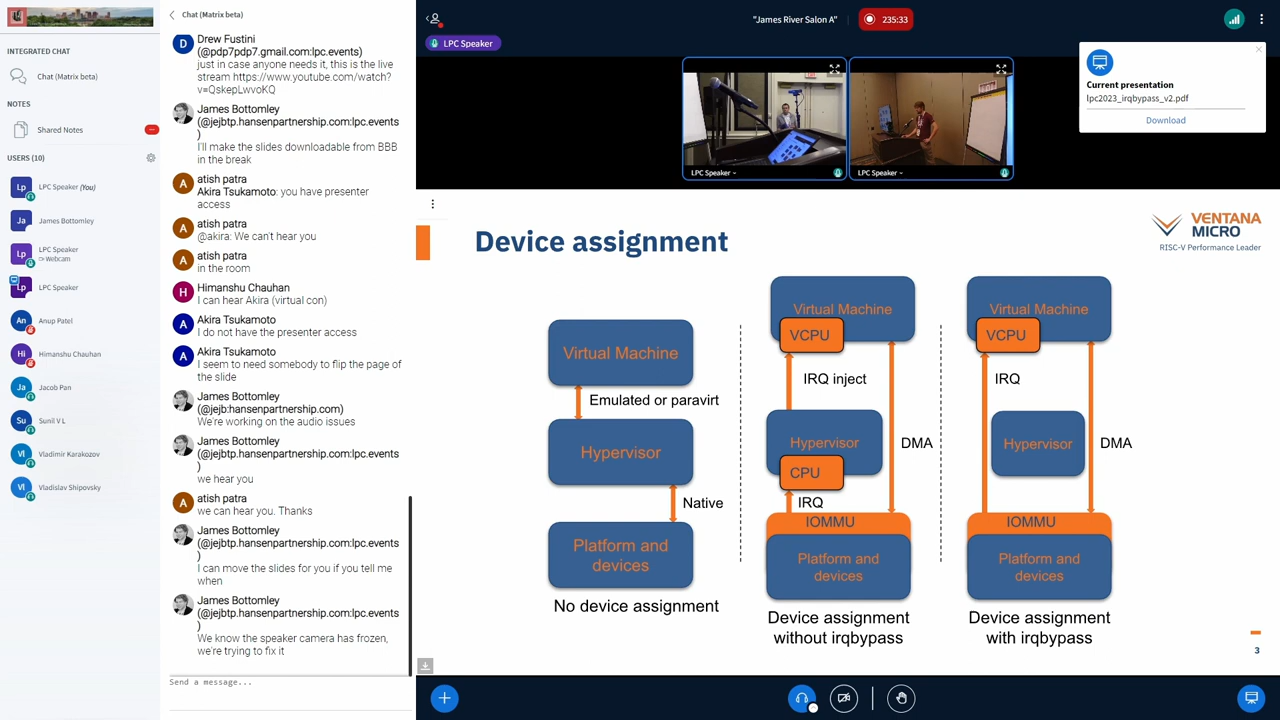 INTEGRATED CHAT
Chat (Matrix beta)
NOTES
Shared Notes
USERS (10)
Lp LPC Speaker (You)
Ja James Bottomley
Lp LPC Speaker
Webcam
Lp LPC Speaker
An Anup Patel
Hi Himanshu Chauhan
Ja Jacob Pan
Su Sunil V L
Vl Vladimir Karakozov
Vl Vladislav Shipovsky
Chat (Matrix beta)
D Drew Fustini
(@pdp7pdp7.gmail.com:lpc.events)
just in case anyone needs it, this is the live
stream https://www.youtube.com/watch?
v=QskepLwvoKQ
James Bottomley
(@jejbtp.hansenpartnership.com:lpc.events
)
I'll make the slides downloadable from BBB
in the break
A atish patra
Akira Tsukamoto: you have presenter
access
A atish patra
@akira: We can't hear you
A atish patra
in the room
H Himanshu Chauhan
I can hear Akira (virtual con)
A Akira Tsukamoto
I do not have the presenter access
A Akira Tsukamoto
I seem to need somebody to flip the page of
the slide
James Bottomley
(@jejb:hansenpartnership.com)
We're working on the audio issues
James Bottomley
(@jejbtp.hansenpartnership.com:lpc.events
)
we hear you
A atish patra
we can hear you. Thanks
James Bottomley
(@jejbtp.hansenpartnership.com:lpc.events
)
I can move the slides for you if you tell me
when
James Bottomley
(@jejbtp.hansenpartnership.com:lpc.events
)
We know the speaker camera has frozen,
we're trying to fix it
Send a message...
"James River Salon A"
235:33
LPC Speaker
LPC Speaker
LPC Speaker
Current presentation
lpc2023_irqbypass_v2.pdf
Download
Device assignment
VENTANA
MICRO
RISC-V Performance Leader
Virtual Machine
Emulated or paravirt
Hypervisor
Native
Platform and
devices
No device assignment
Virtual Machine
VCPU
IRQ inject
Hypervisor
DMA
CPU
IRQ
IOMMU
Platform and
devices
Device assignment
without irqbypass
Virtual Machine
VCPU
IRQ
Hypervisor
DMA
IOMMU
Platform and
devices
Device assignment
with irqbypass
3